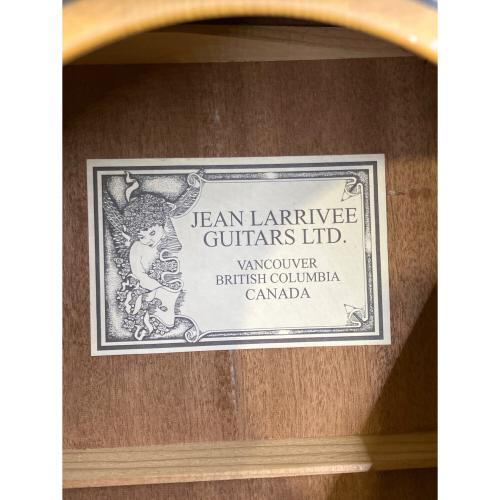 JEAN LARRIVEE
GUITARS LTD.
VANCOUVER
BRITISH COLUMBIA
CANADA